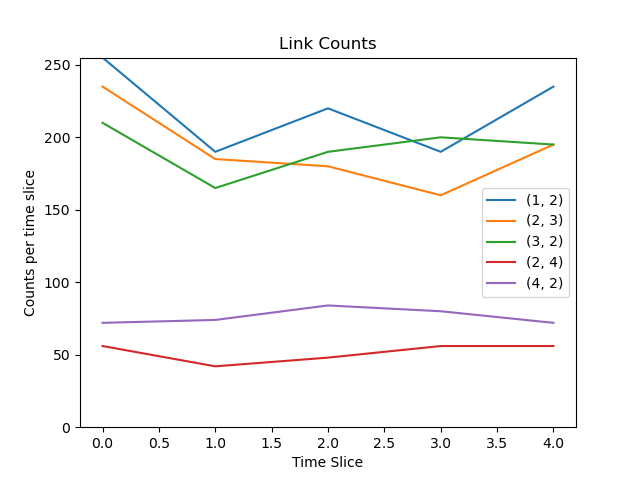 Link Counts
250
200
150
100
50
0
Counts per time slice
(1, 2)
(2, 3)
(3, 2)
(2, 4)
(4, 2)
0.0 0.5 1.0 1.5 2.0 2.5 3.0 3.5 4.0
Time Slice